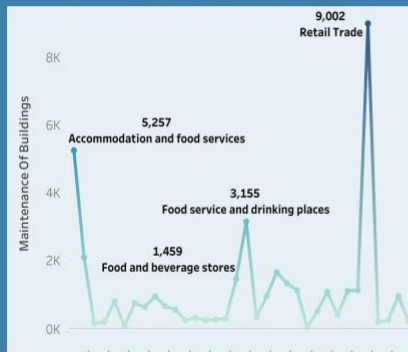 9,002
Retail Trade
8K
5,257
Accommodation and food services
6K
Maintenance Of Buildings
4K
3,155
Food service and drinking places
1,459
Food and beverage stores
2K
0K